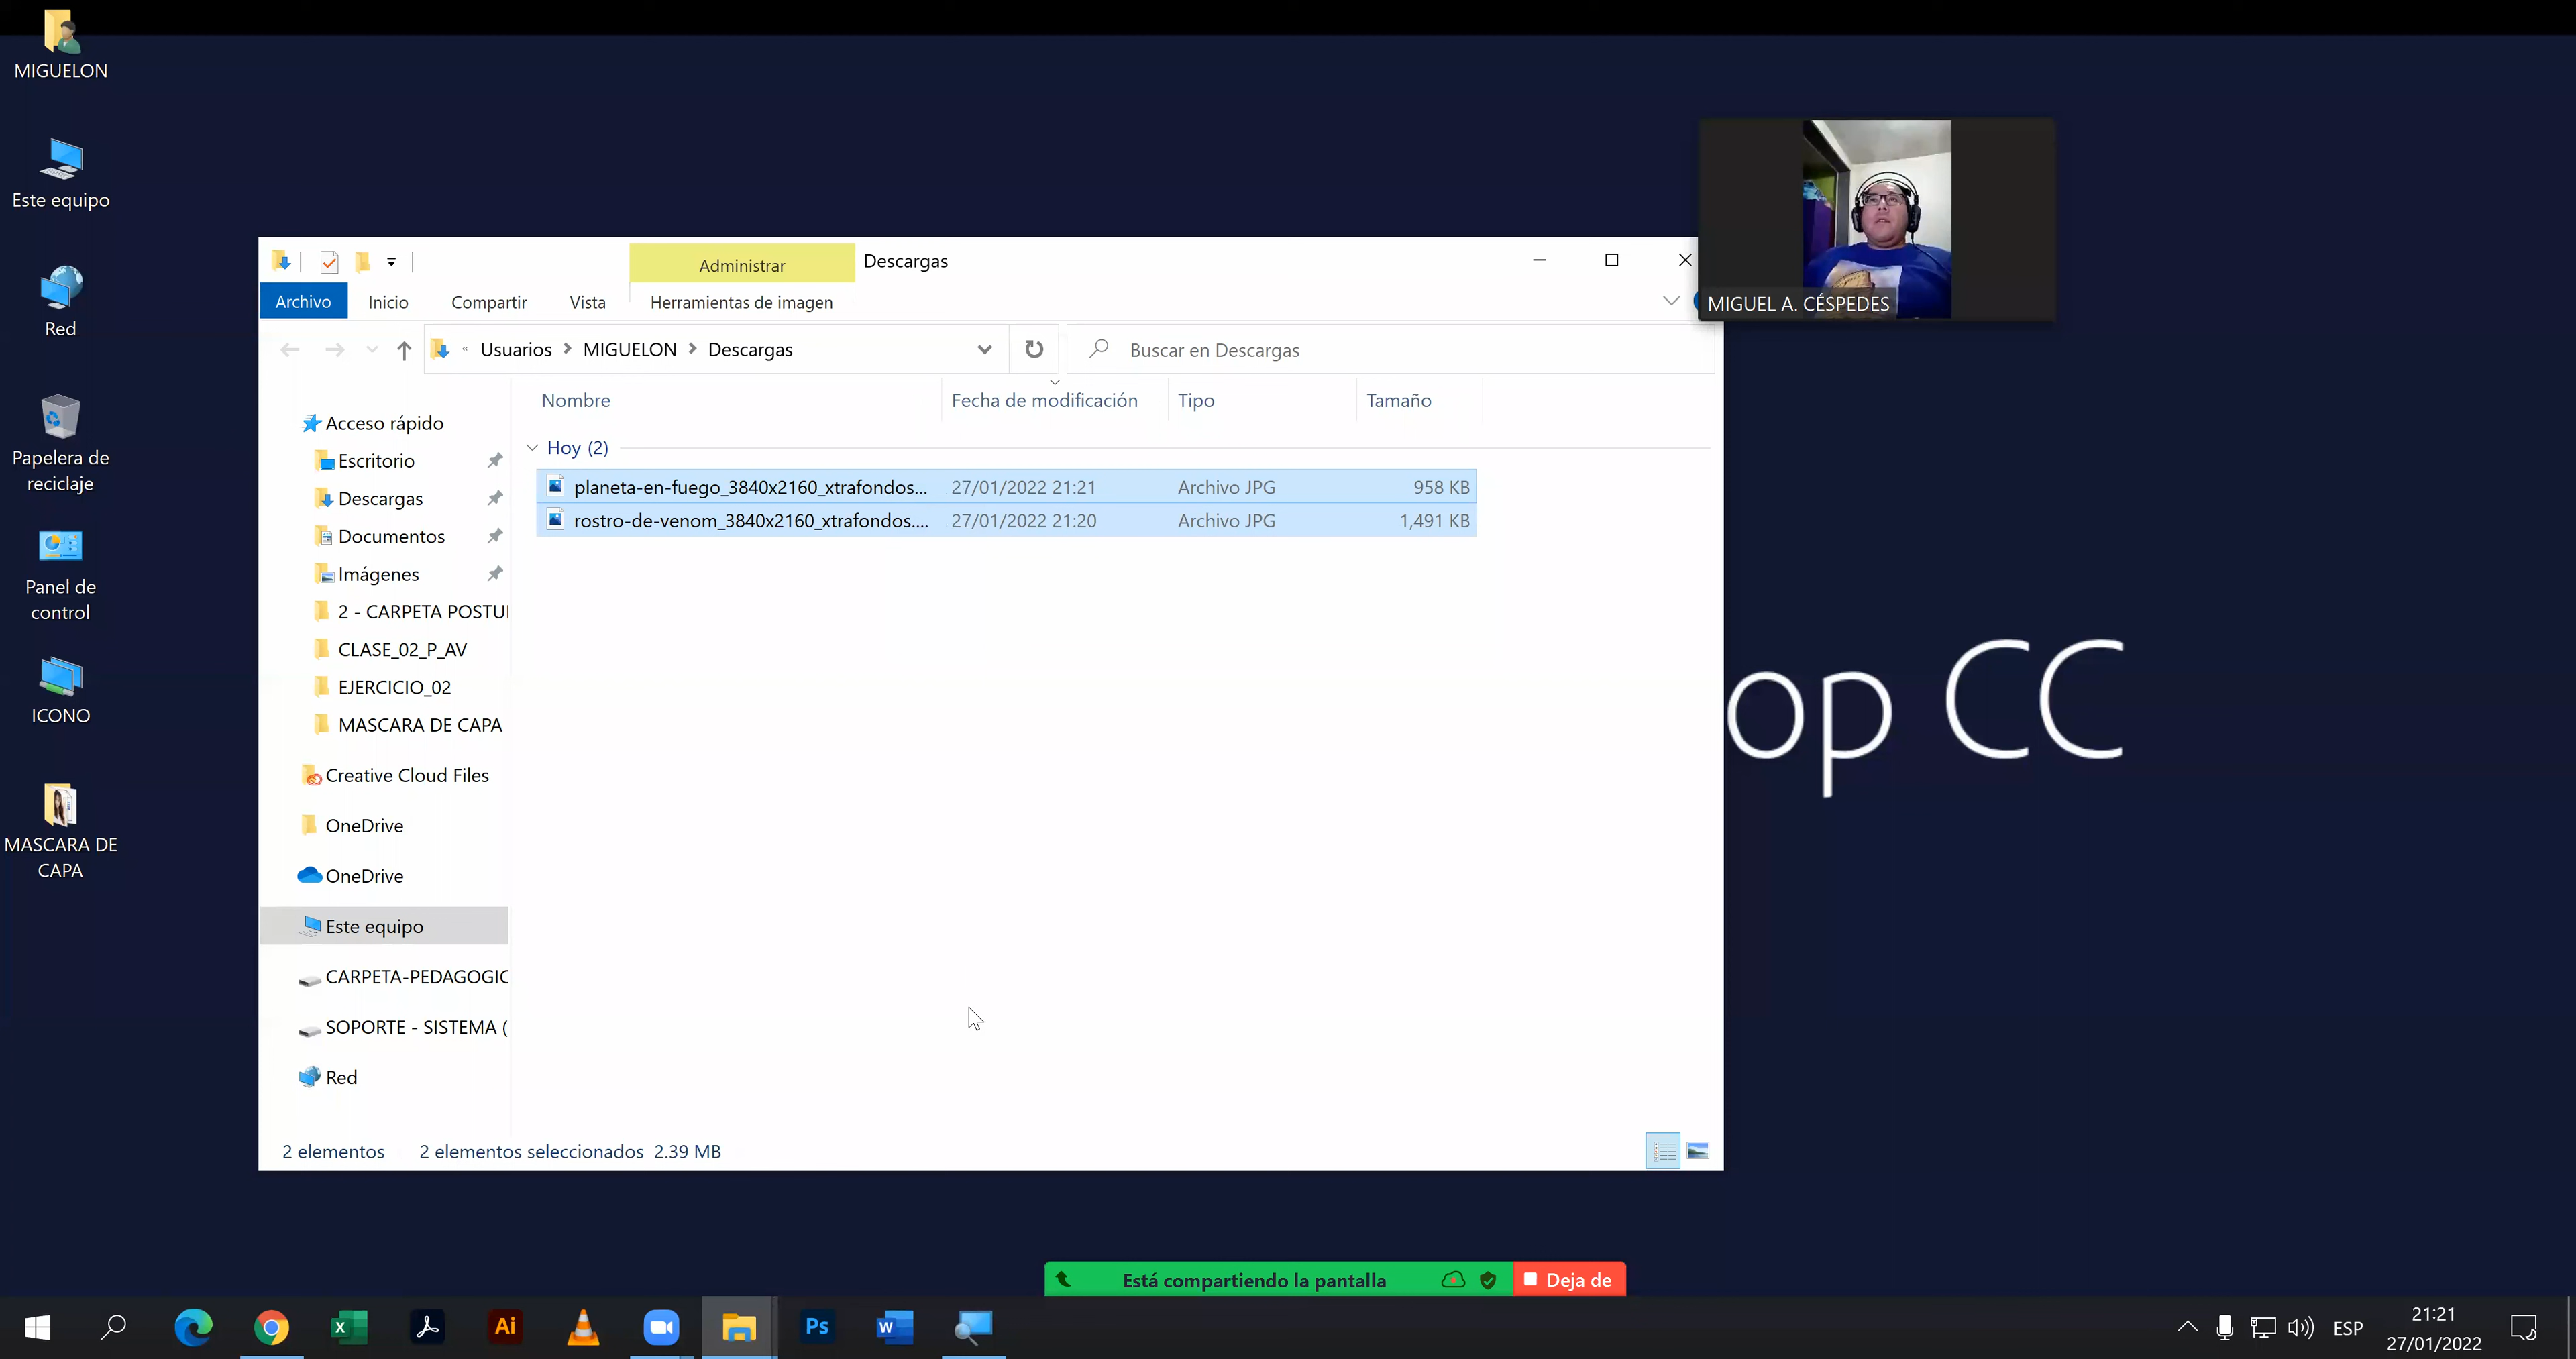 MIGUELON
Este equipo
Red
Papelera de
reciclaje
Panel de
control
ICONO
MASCARA DE
CAPA
Administrar
Descargas
Archivo
Inicio
Compartir
Vista
Herramientas de imagen
« Usuarios > MIGUELON > Descargas
Buscar en Descargas
Nombre
Fecha de modificación
Tipo
Tamaño
Hoy (2)
planeta-en-fuego_3840x2160_xtrafondos... 27/01/2022 21:21 Archivo JPG 958 KB
rostro-de-venom_3840x2160_xtrafondos.... 27/01/2022 21:20 Archivo JPG 1,491 KB
Acceso rápido
Escritorio
Descargas
Documentos
Imágenes
2 - CARPETA POSTU
CLASE_02_P_AV
EJERCICIO_02
MASCARA DE CAPA
Creative Cloud Files
OneDrive
OneDrive
Este equipo
CARPETA-PEDAGOGIC
SOPORTE - SISTEMA (
Red
2 elementos
2 elementos seleccionados 2.39 MB
MIGUEL A. CÉSPEDES
op CC
Está compartiendo la pantalla
Deja de
X
Ai
Ps
W
ESP
21:21
27/01/2022